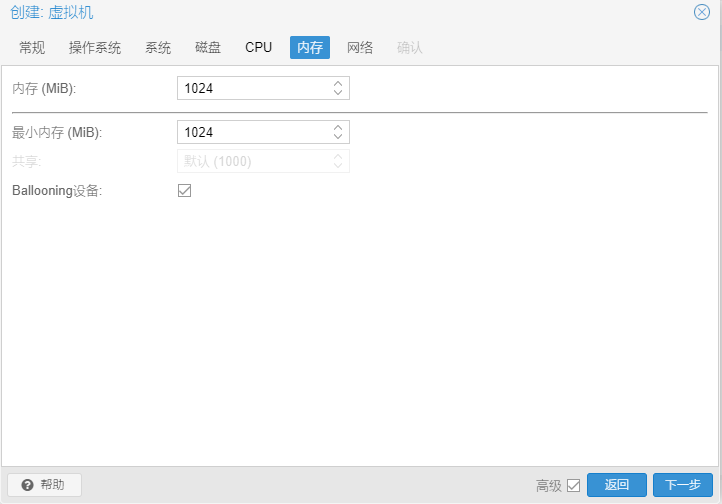 创建: 虚拟机
常规 操作系统 系统 磁盘 CPU 内存 网络 确认
内存 (MiB): 1024
最小内存 (MiB): 1024
共享: 默认 (1000)
Ballooning设备:
帮助 高级 返回 下一步